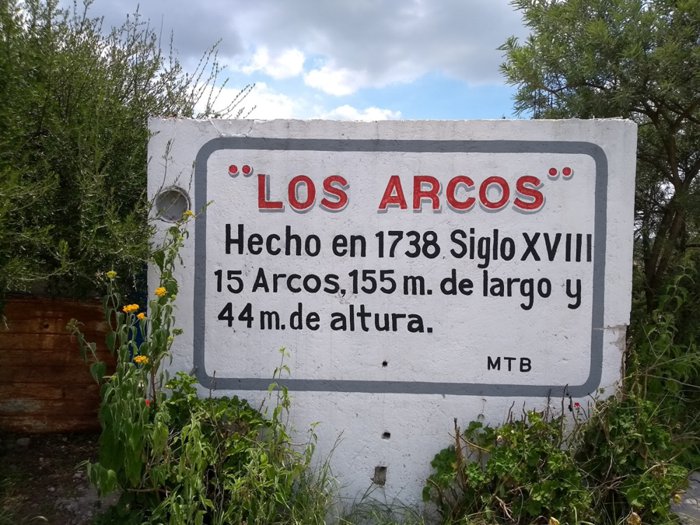 "LOS ARCOS"
Hecho en 1738 Siglo XVIII
15 Arcos,155 m. de largo y
44 m. de altura.
MTB